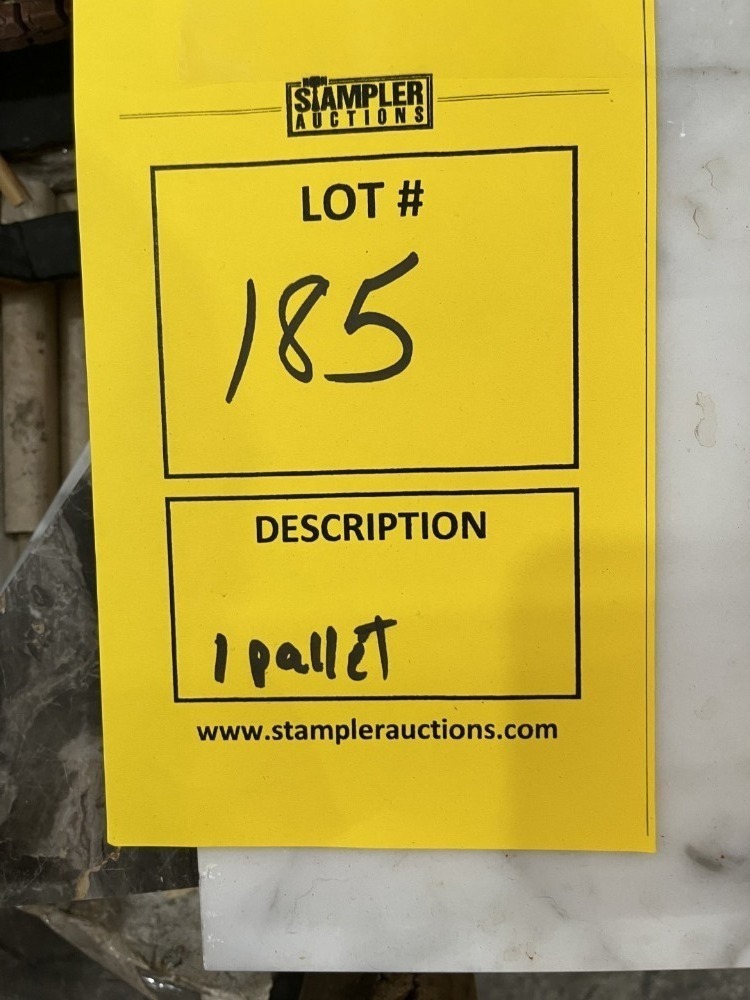 STAMPLER
AUCTIONS
LOT #
185
DESCRIPTION
1 pallet
www.stamplerauctions.com